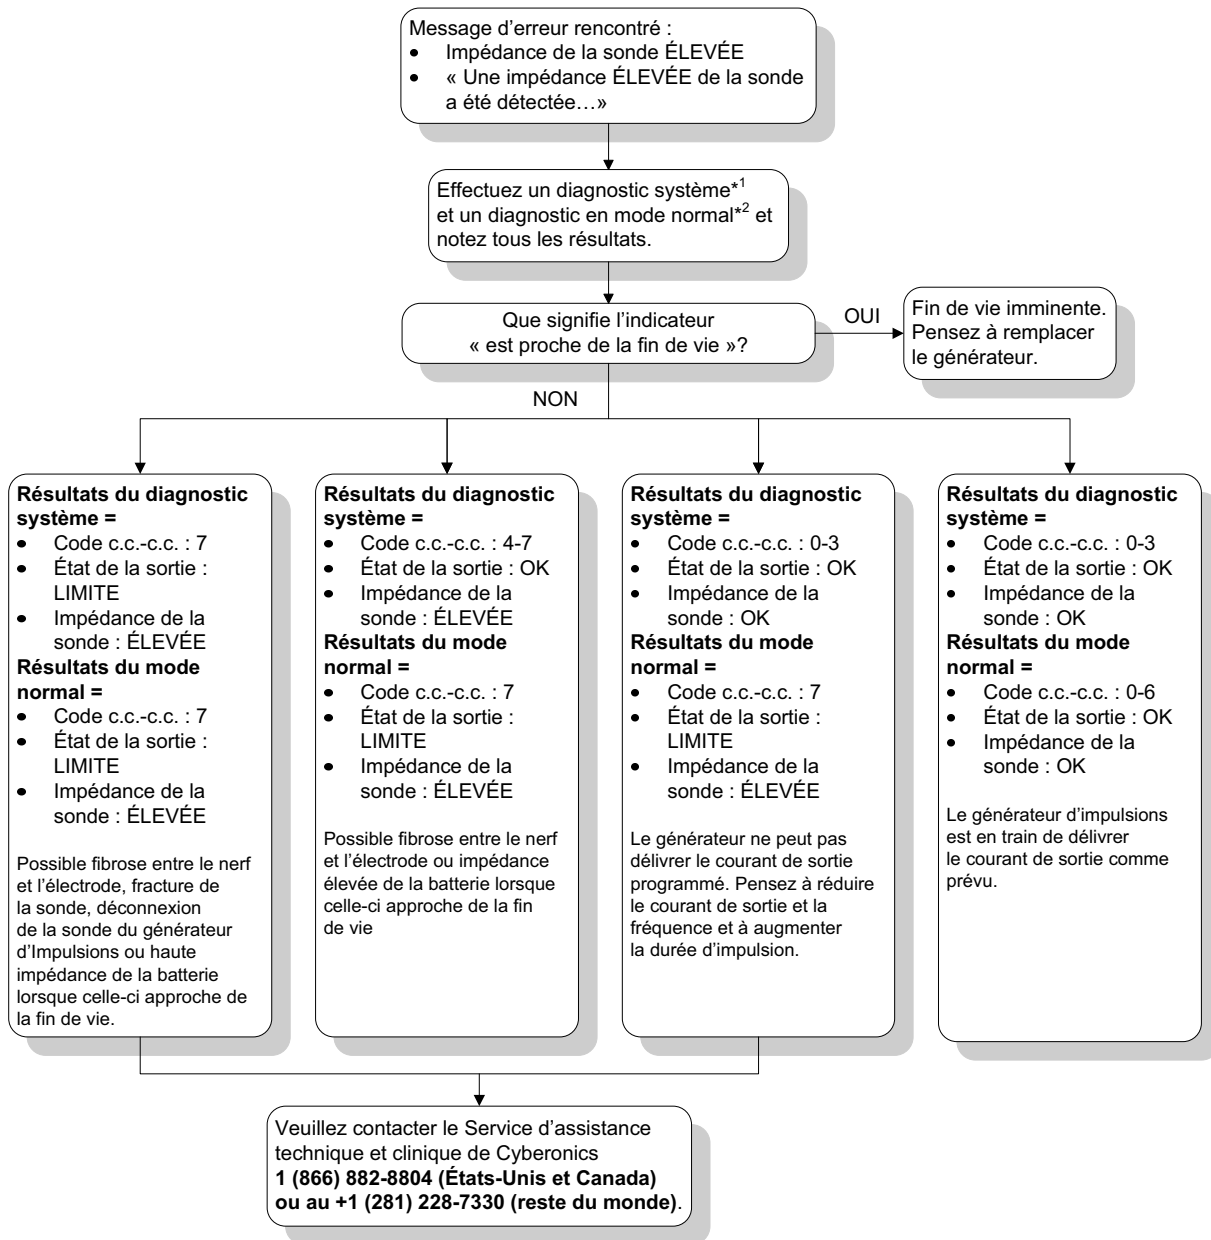 Message d'erreur rencontré :
• Impédance de la sonde ÉLEVÉE
• « Une impédance ÉLEVÉE de la sonde
a été détectée…»
Effectuez un diagnostic système*1
et un diagnostic en mode normal*2 et
notez tous les résultats.
Que signifie l'indicateur
« est proche de la fin de vie »?
OUI
Fin de vie imminente.
Pensez à remplacer
le générateur.
NON
Résultats du diagnostic
système =
• Code c.c.-c.c. : 7
• État de la sortie :
LIMITE
• Impédance de la
sonde : ÉLEVÉE
Résultats du mode
normal =
• Code c.c.-c.c. : 7
• État de la sortie :
LIMITE
• Impédance de la
sonde : ÉLEVÉE
Possible fibrose entre le nerf
et l'électrode, fracture de
la sonde, déconnexion
de la sonde du générateur
d'Impulsions ou haute
impédance de la batterie
lorsque celle-ci approche de
la fin de vie.
Résultats du diagnostic
système =
• Code c.c.-c.c. : 4-7
• État de la sortie : OK
• Impédance de la
sonde : ÉLEVÉE
Résultats du mode
normal =
• Code c.c.-c.c. : 7
• État de la sortie :
LIMITE
• Impédance de la
sonde : ÉLEVÉE
Possible fibrose entre le nerf
et l'électrode ou impédance
élevée de la batterie lorsque
celle-ci approche de la fin
de vie
Résultats du diagnostic
système =
• Code c.c.-c.c. : 0-3
• État de la sortie : OK
• Impédance de la
sonde : OK
Résultats du mode
normal =
• Code c.c.-c.c. : 7
• État de la sortie :
LIMITE
• Impédance de la
sonde : ÉLEVÉE
Le générateur ne peut pas
délivrer le courant de sortie
programmé. Pensez à réduire
le courant de sortie et la
fréquence et à augmenter
la durée d'impulsion.
Résultats du diagnostic
système =
• Code c.c.-c.c. : 0-3
• État de la sortie : OK
• Impédance de la
sonde : OK
Résultats du mode
normal =
• Code c.c.-c.c. : 0-6
• État de la sortie : OK
• Impédance de la
sonde : OK
Le générateur d'impulsions
est en train de délivrer
le courant de sortie comme
prévu.
Veuillez contacter le Service d'assistance
technique et clinique de Cyberonics
1 (866) 882-8804 (États-Unis et Canada)
ou au +1 (281) 228-7330 (reste du monde).